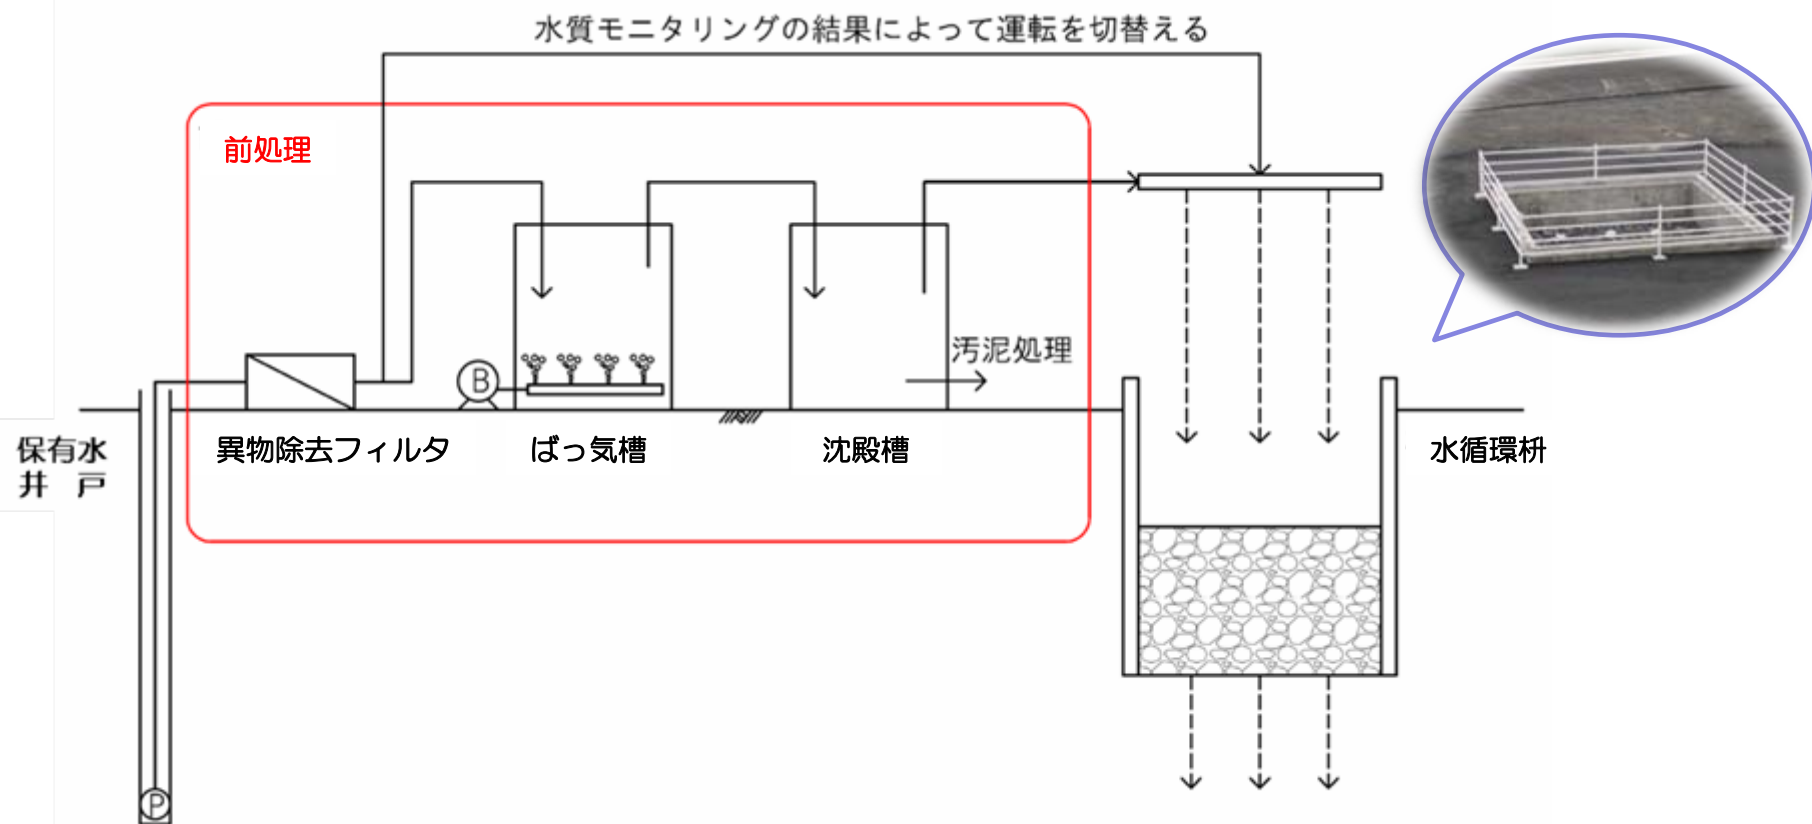 水質モニタリングの結果によって運転を切替える
前処理
B
汚泥処理
保有水
井 戸
異物除去フィルタ
ばっ気槽
沈殿槽
水循環枡
P